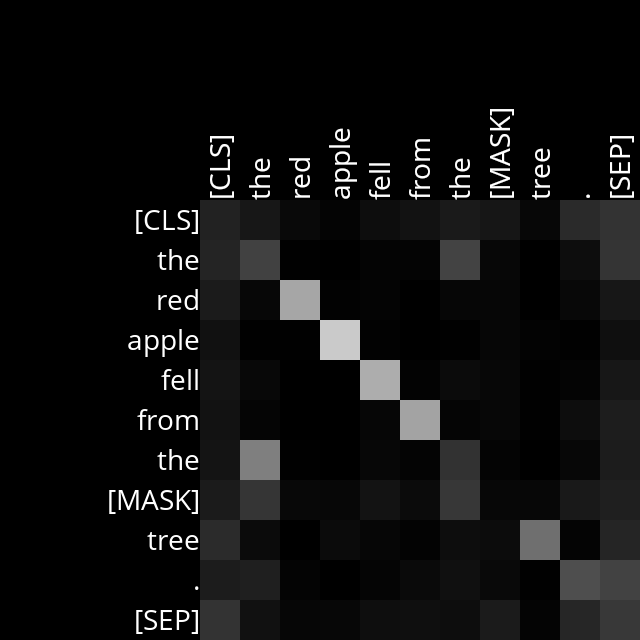 [CLS] the red apple fell from the [MASK] tree . [SEP]
[CLS]
the
red
apple
fell
from
the
[MASK]
tree
.
[SEP]